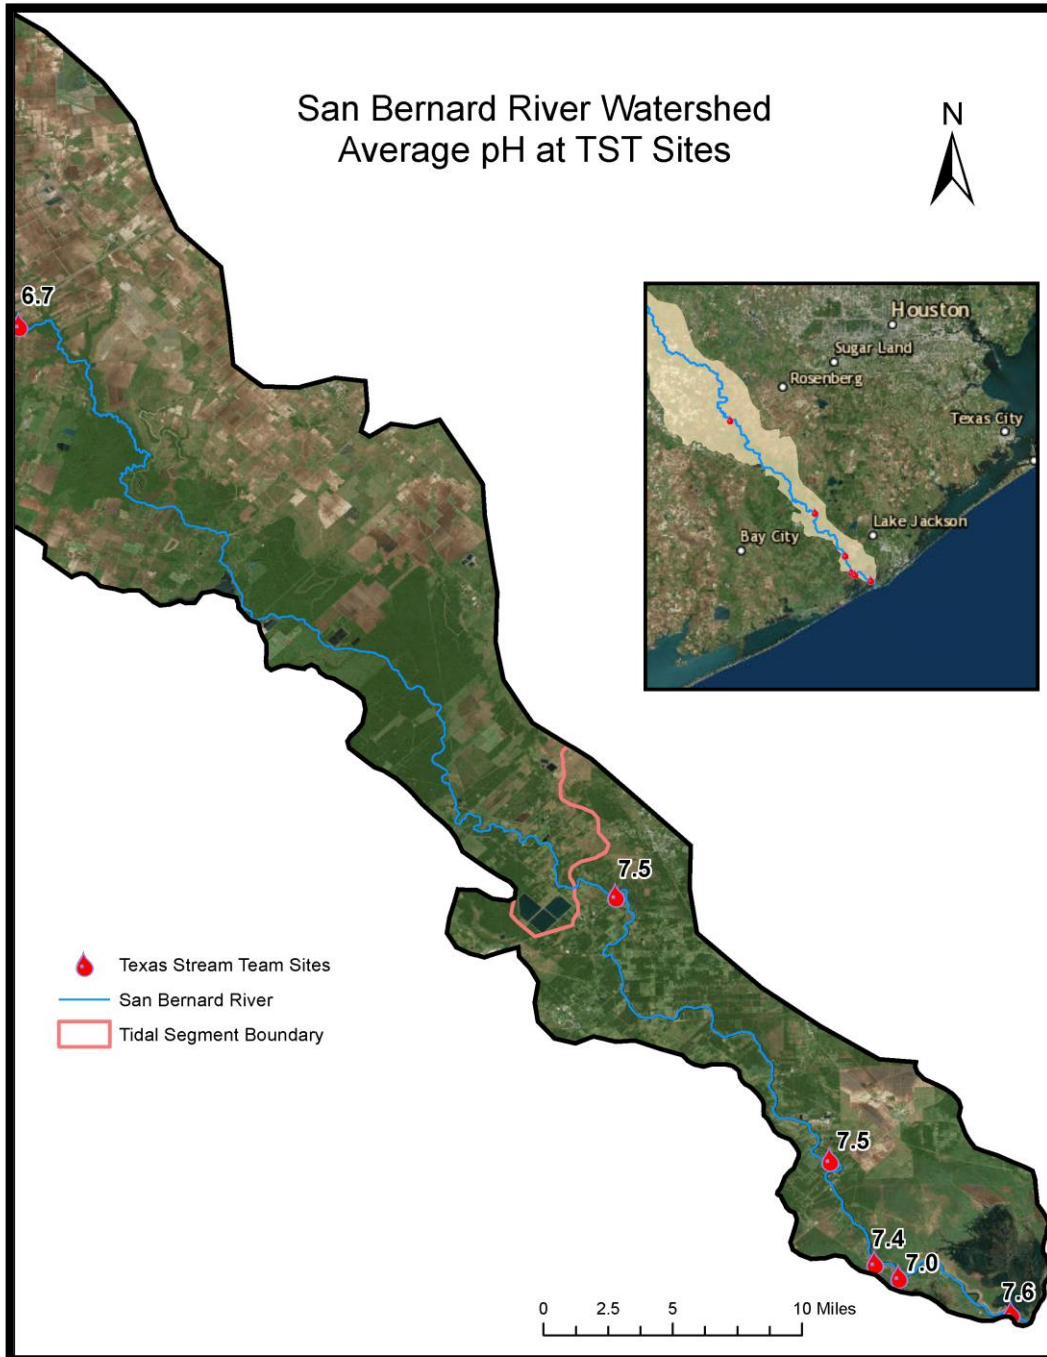 San Bernard River Watershed
Average pH at TST Sites
N
6.7
Houston
Sugar Land
Rosenberg
Texas City
Lake Jackson
Bay City
7.5
Texas Stream Team Sites
San Bernard River
Tidal Segment Boundary
7.5
7.4
7.0
7.6
0 2.5 5 10 Miles